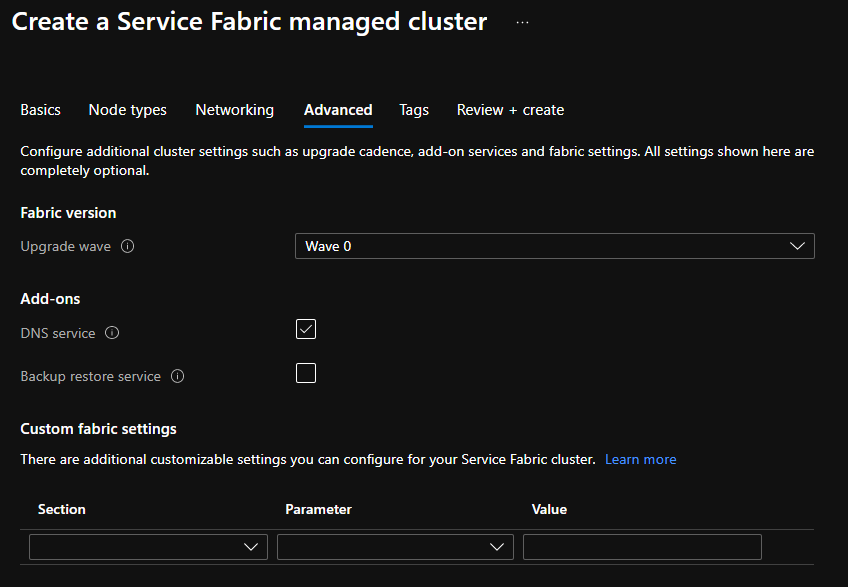 Create a Service Fabric managed cluster ...
Basics Node types Networking Advanced Tags Review + create
Configure additional cluster settings such as upgrade cadence, add-on services and fabric settings. All settings shown here are
completely optional.
Fabric version
Upgrade wave Wave 0
Add-ons
DNS service
Backup restore service
Custom fabric settings
There are additional customizable settings you can configure for your Service Fabric cluster. Learn more
Section Parameter Value